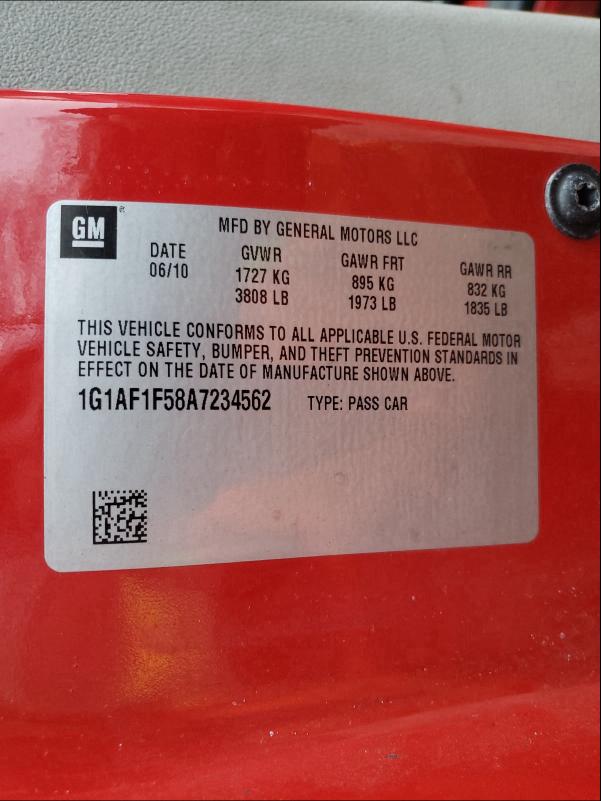 GM ®
MFD BY GENERAL MOTORS LLC
DATE GVWR GAWR FRT GAWR RR
06/10 1727 KG 895 KG 832 KG
3808 LB 1973 LB 1835 LB
THIS VEHICLE CONFORMS TO ALL APPLICABLE U.S. FEDERAL MOTOR
VEHICLE SAFETY, BUMPER, AND THEFT PREVENTION STANDARDS IN
EFFECT ON THE DATE OF MANUFACTURE SHOWN ABOVE.
1G1AF1F58A7234562 TYPE: PASS CAR